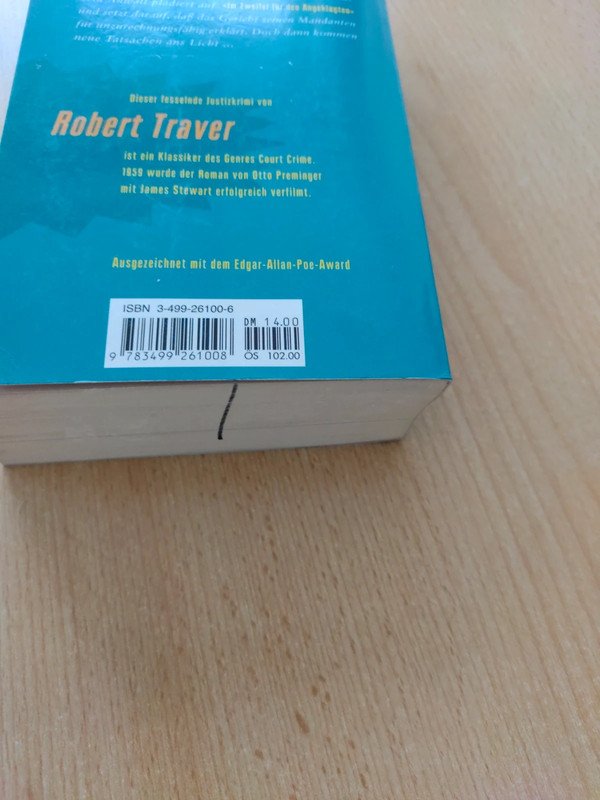 Anwalt plädiert auf »Im Zweifel für den Angeklagten«
und setzt darauf, daß das Gericht seinen Mandanten
für unzurechnungsfähig erklärt. Doch dann kommen
neue Tatsachen ans Licht ...
Dieser fesselnde Justizkrimi von
Robert Traver
ist ein Klassiker des Genres Court Crime.
1959 wurde der Roman von Otto Preminger
mit James Stewart erfolgreich verfilmt.
Ausgezeichnet mit dem Edgar-Allan-Poe-Award
ISBN 3-499-26100-6
DM 14.00
9 783499 261008
ÖS 102.00